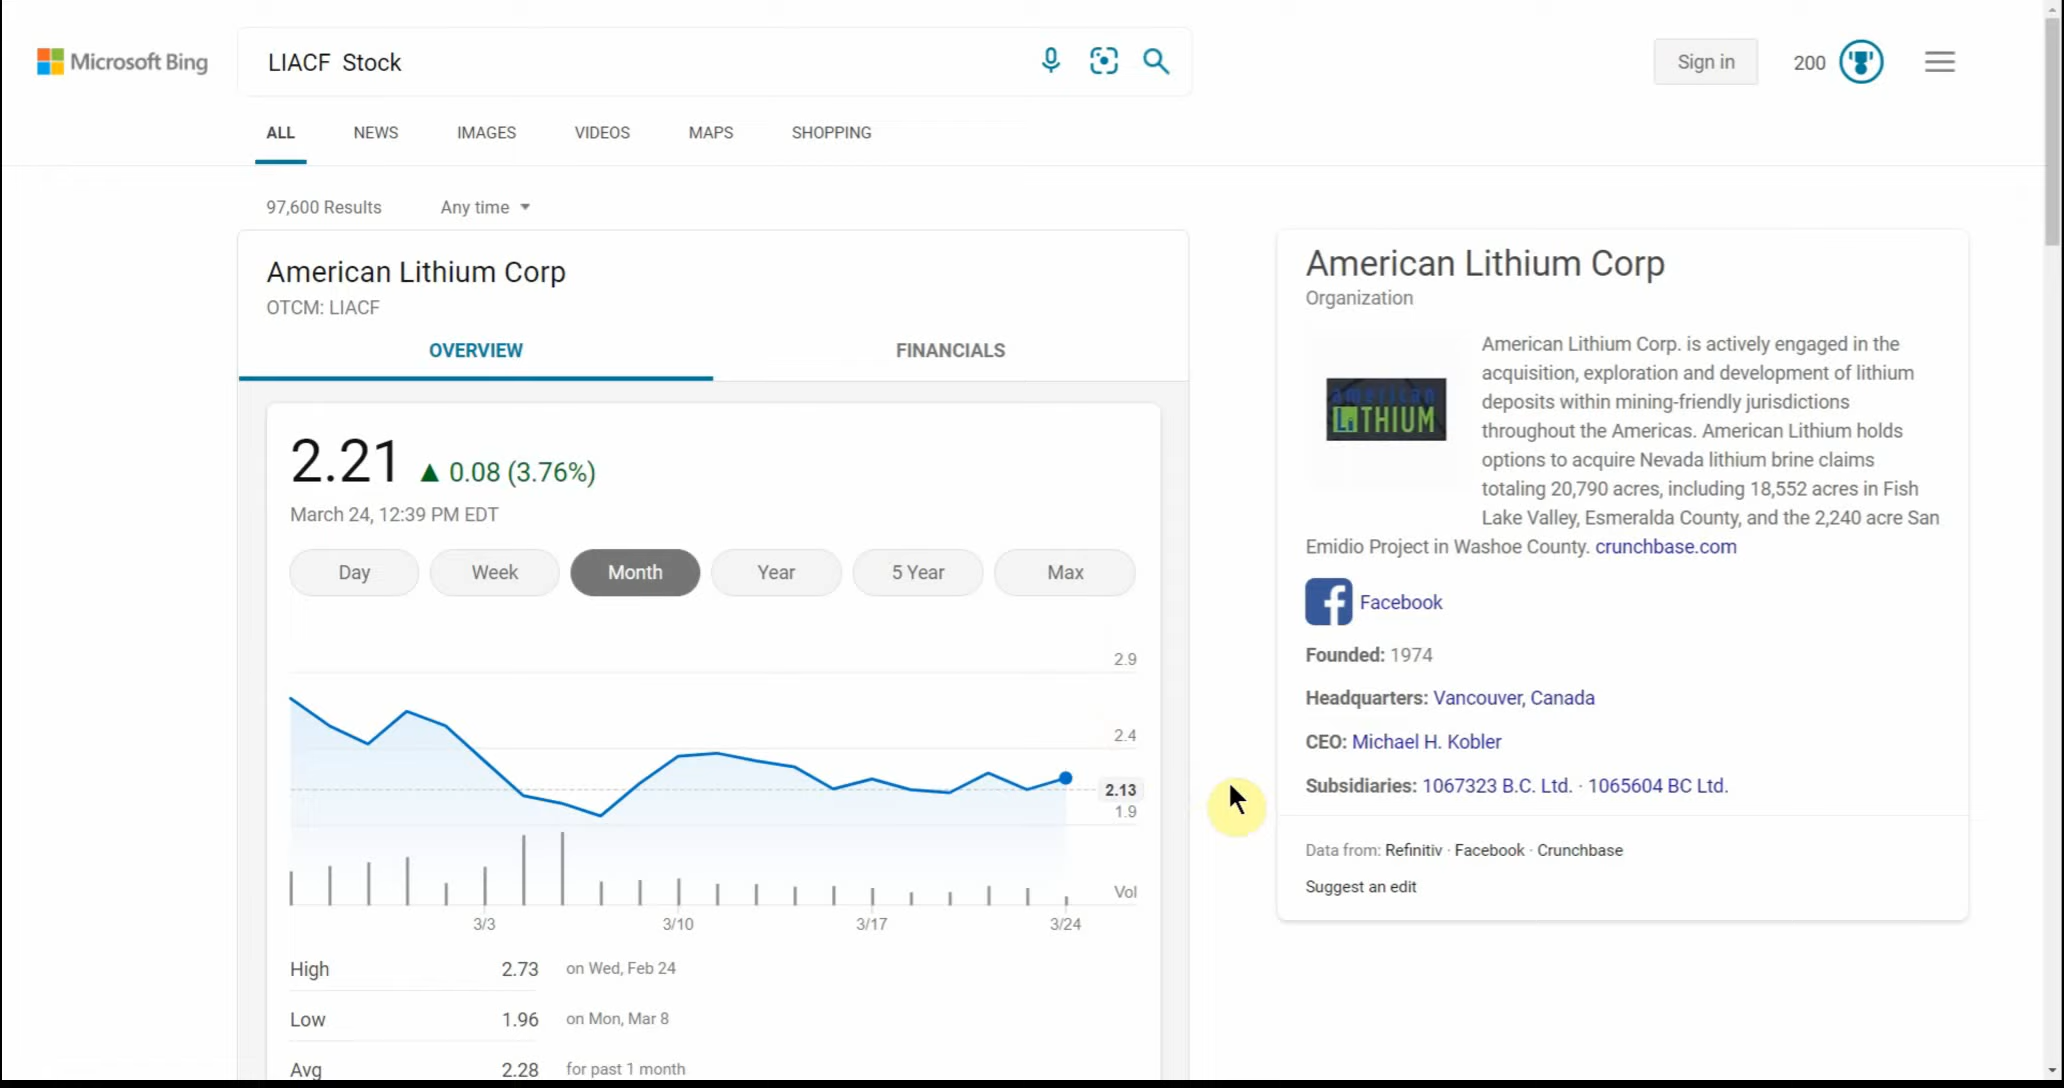 Microsoft Bing
LIACF Stock
Sign in
200
ALL
NEWS
IMAGES
VIDEOS
MAPS
SHOPPING
97,600 Results
Any time
American Lithium Corp
OTCM: LIACF
OVERVIEW
FINANCIALS
2.21 ▲ 0.08 (3.76%)
March 24, 12:39 PM EDT
Day
Week
Month
Year
5 Year
Max
2.9
2.4
2.13
1.9
Vol
3/3
3/10
3/17
3/24
High 2.73 on Wed, Feb 24
Low 1.96 on Mon, Mar 8
Avg 2.28 for past 1 month
American Lithium Corp
Organization
american
LiTHIUM
American Lithium Corp. is actively engaged in the
acquisition, exploration and development of lithium
deposits within mining-friendly jurisdictions
throughout the Americas. American Lithium holds
options to acquire Nevada lithium brine claims
totaling 20,790 acres, including 18,552 acres in Fish
Lake Valley, Esmeralda County, and the 2,240 acre San
Emidio Project in Washoe County. crunchbase.com
Facebook
Founded: 1974
Headquarters: Vancouver, Canada
CEO: Michael H. Kobler
Subsidiaries: 1067323 B.C. Ltd. · 1065604 BC Ltd.
Data from: Refinitiv · Facebook · Crunchbase
Suggest an edit